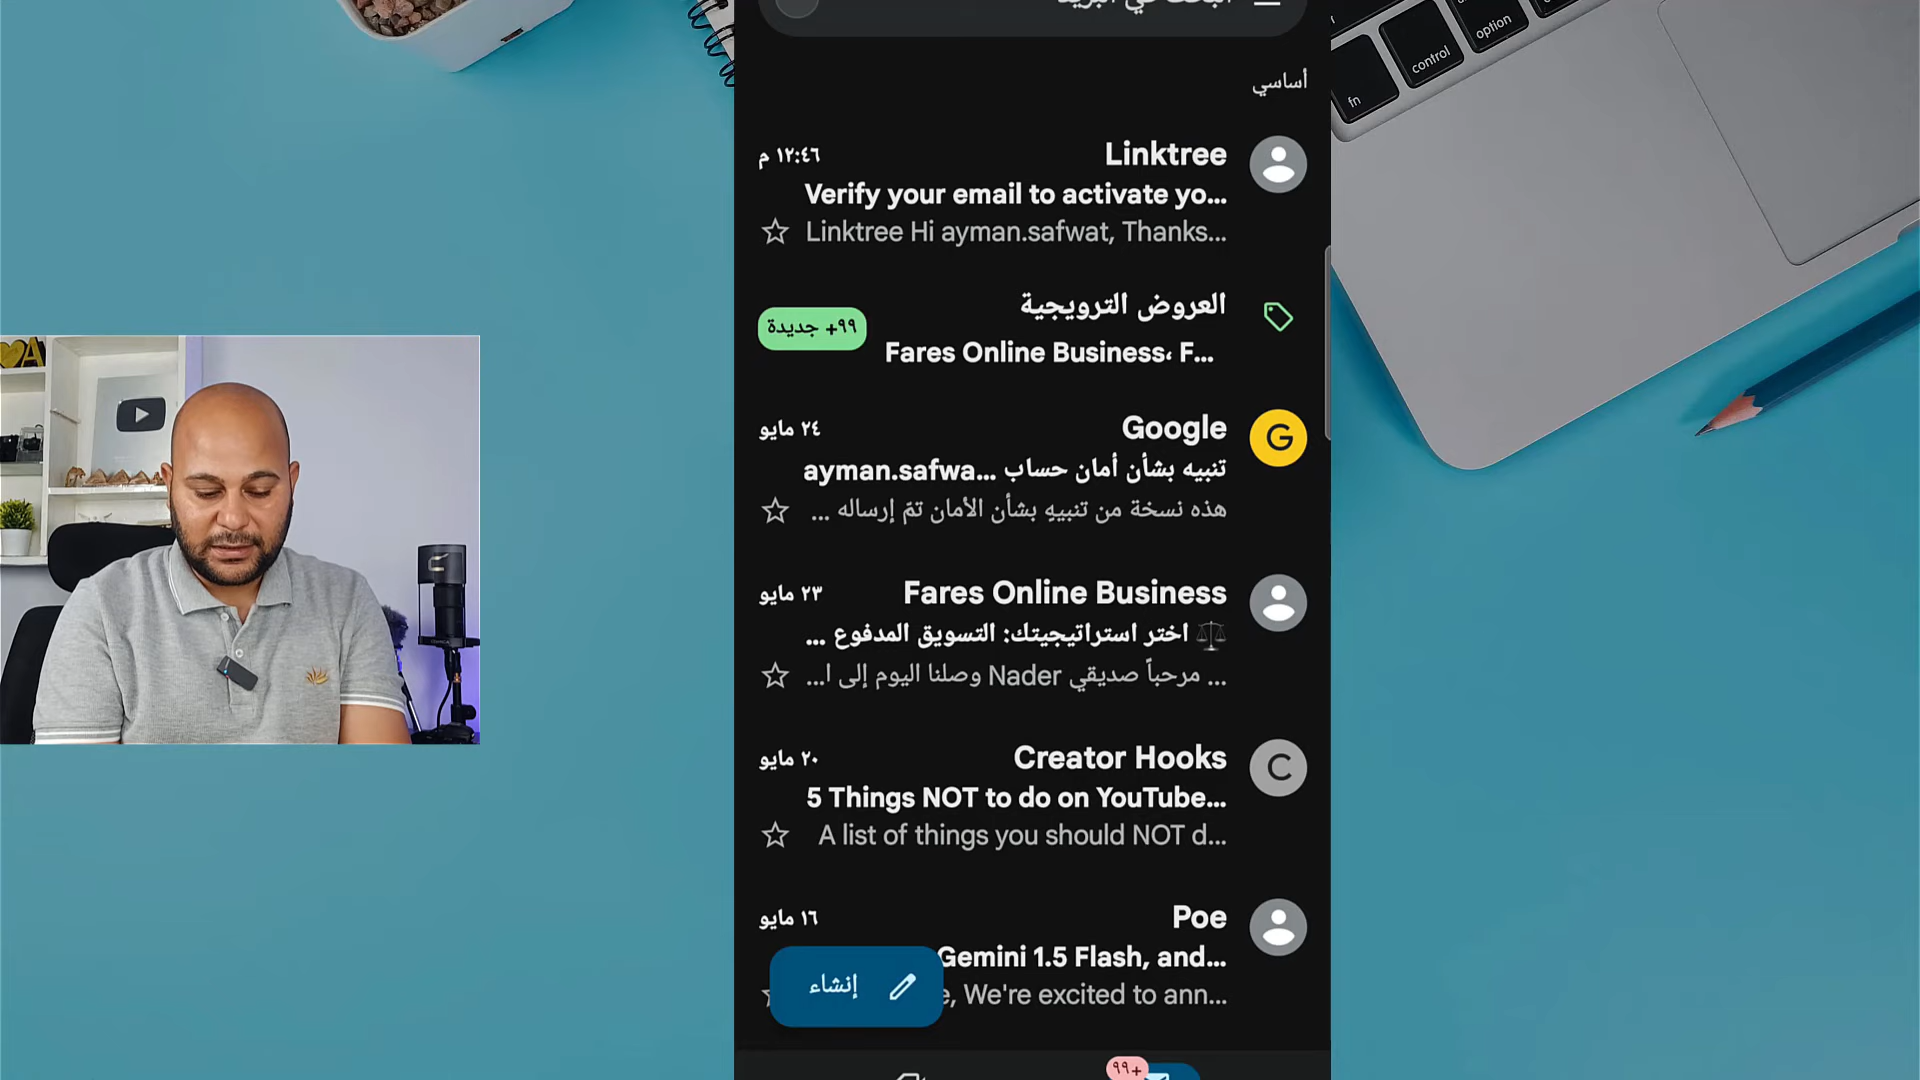 البحث في البريد
أساسي
Linktree
١٢:٤٦ م
Verify your email to activate yo...
Linktree Hi ayman.safwat, Thanks...
العروض الترويجية
٩٩+ جديدة
Fares Online Business، F...
Google
٢٤ مايو
تنبيه بشأن أمان حساب ayman.safwa...
هذه نسخة من تنبيهٍ بشأن الأمان تمّ إرساله ...
Fares Online Business
٢٣ مايو
⚖️ اختر استراتيجيتك: التسويق المدفوع ...
... مرحباً صديقي Nader وصلنا اليوم إلى ا...
Creator Hooks
٢٠ مايو
5 Things NOT to do on YouTube...
A list of things you should NOT d...
Poe
١٦ مايو
Gemini 1.5 Flash, and...
e, We're excited to ann...
إنشاء
٩٩+
fn
control
option
A
G
C